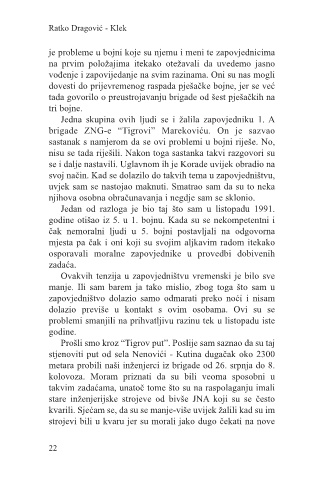 Ratko Dragović - Klek
je probleme u bojni koje su njemu i meni te zapovjednicima
na prvim položajima itekako otežavali da uvedemo jasno
vođenje i zapovijedanje na svim razinama. Oni su nas mogli
dovesti do prijevremenog raspada pješačke bojne, jer se već
tada govorilo o preustrojavanju brigade od šest pješačkih na
tri bojne.
Jedna skupina ovih ljudi se i žalila zapovjedniku 1. A
brigade ZNG-e “Tigrovi” Marekoviću. On je sazvao
sastanak s namjerom da se ovi problemi u bojni riješe. No,
nisu se tada riješili. Nakon toga sastanka takvi razgovori su
se i dalje nastavili. Uglavnom ih je Korade uvijek obradio na
svoj način. Kad se dolazilo do takvih tema u zapovjedništvu,
uvjek sam se nastojao maknuti. Smatrao sam da su to neka
njihova osobna obračunavanja i negdje sam se sklonio.
Jedan od razloga je bio taj što sam u listopadu 1991.
godine otišao iz 5. u 1. bojnu. Kada su se nekompetentni i
čak nemoralni ljudi u 5. bojni postavljali na odgovorna
mjesta pa čak i oni koji su svojim aljkavim radom itekako
osporavali moralne zapovjednike u provedbi dobivenih
zadaća.
Ovakvih tenzija u zapovjedništvu vremenski je bilo sve
manje. Ili sam barem ja tako mislio, zbog toga što sam u
zapovjedništvo dolazio samo odmarati preko noći i nisam
dolazio previše u kontakt s ovim osobama. Ovi su se
problemi smanjili na prihvatljivu razinu tek u listopadu iste
godine.
Prošli smo kroz “Tigrov put”. Poslije sam saznao da su taj
stjenoviti put od sela Nenovići - Kutina dugačak oko 2300
metara probili naši inženjerci iz brigade od 26. srpnja do 8.
kolovoza. Moram priznati da su bili veoma sposobni u
takvim zadaćama, unatoč tome što su na raspolaganju imali
stare inženjerijske strojeve od bivše JNA koji su se često
kvarili. Sjećam se, da su se manje-više uvijek žalili kad su im
strojevi bili u kvaru jer su morali jako dugo čekati na nove
22